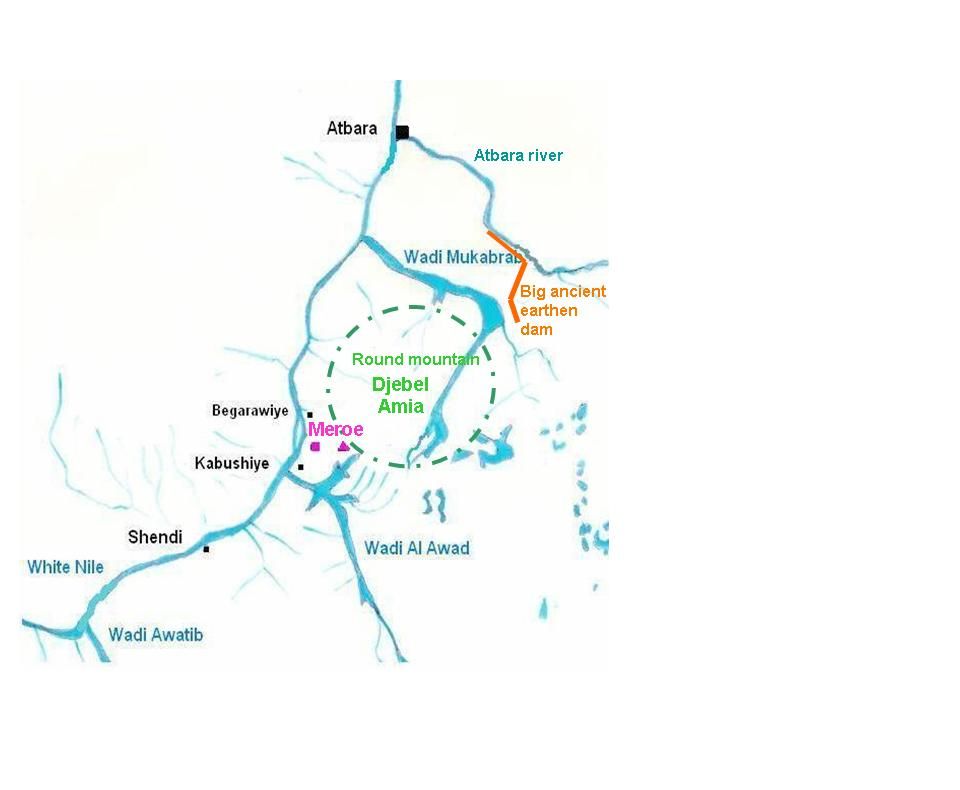 Atbara
Atbara river
Wadi Mukabrab
Big ancient
earthen
dam
Round mountain
Djebel
Amia
Begarawiye
Meroe
Kabushiye
Shendi
Wadi Al Awad
White Nile
Wadi Awatib